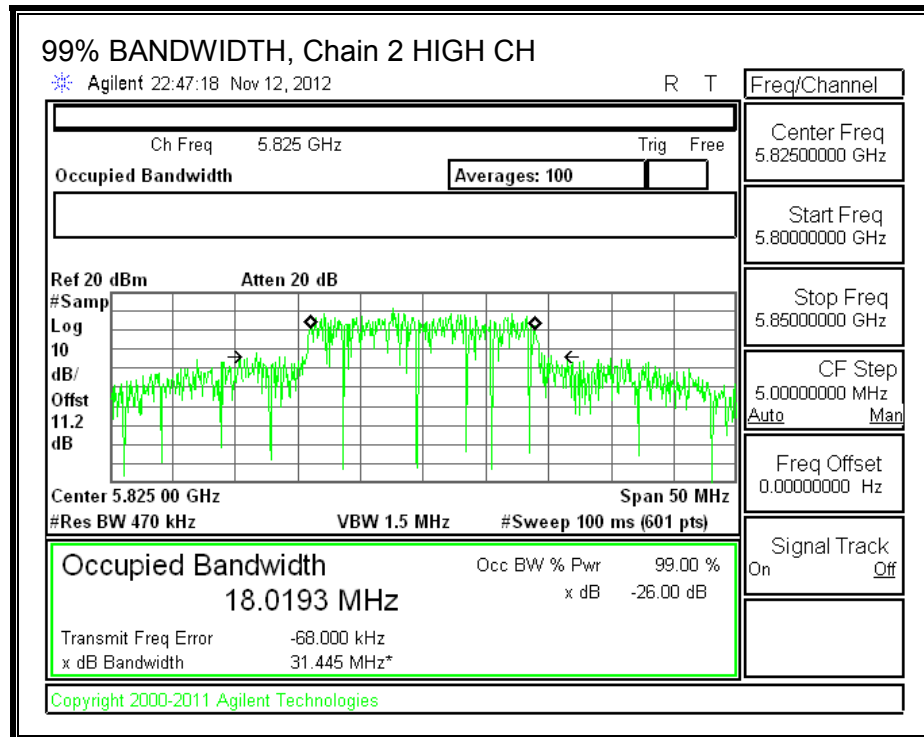 99% BANDWIDTH, Chain 2 HIGH CH
Agilent 22:47:18 Nov 12, 2012 R T
Freq/Channel
Ch Freq 5.825 GHz Trig Free
Occupied Bandwidth Averages: 100
Center Freq
5.82500000 GHz
Start Freq
5.80000000 GHz
Stop Freq
5.85000000 GHz
CF Step
5.00000000 MHz
Auto Man
Freq Offset
0.00000000 Hz
Signal Track
On Off
Ref 20 dBm Atten 20 dB
#Samp
Log
10
dB/
Offst
11.2
dB
Center 5.825 00 GHz Span 50 MHz
#Res BW 470 kHz VBW 1.5 MHz #Sweep 100 ms (601 pts)
Occupied Bandwidth Occ BW % Pwr 99.00 %
18.0193 MHz x dB -26.00 dB
Transmit Freq Error -68.000 kHz
x dB Bandwidth 31.445 MHz*
Copyright 2000-2011 Agilent Technologies